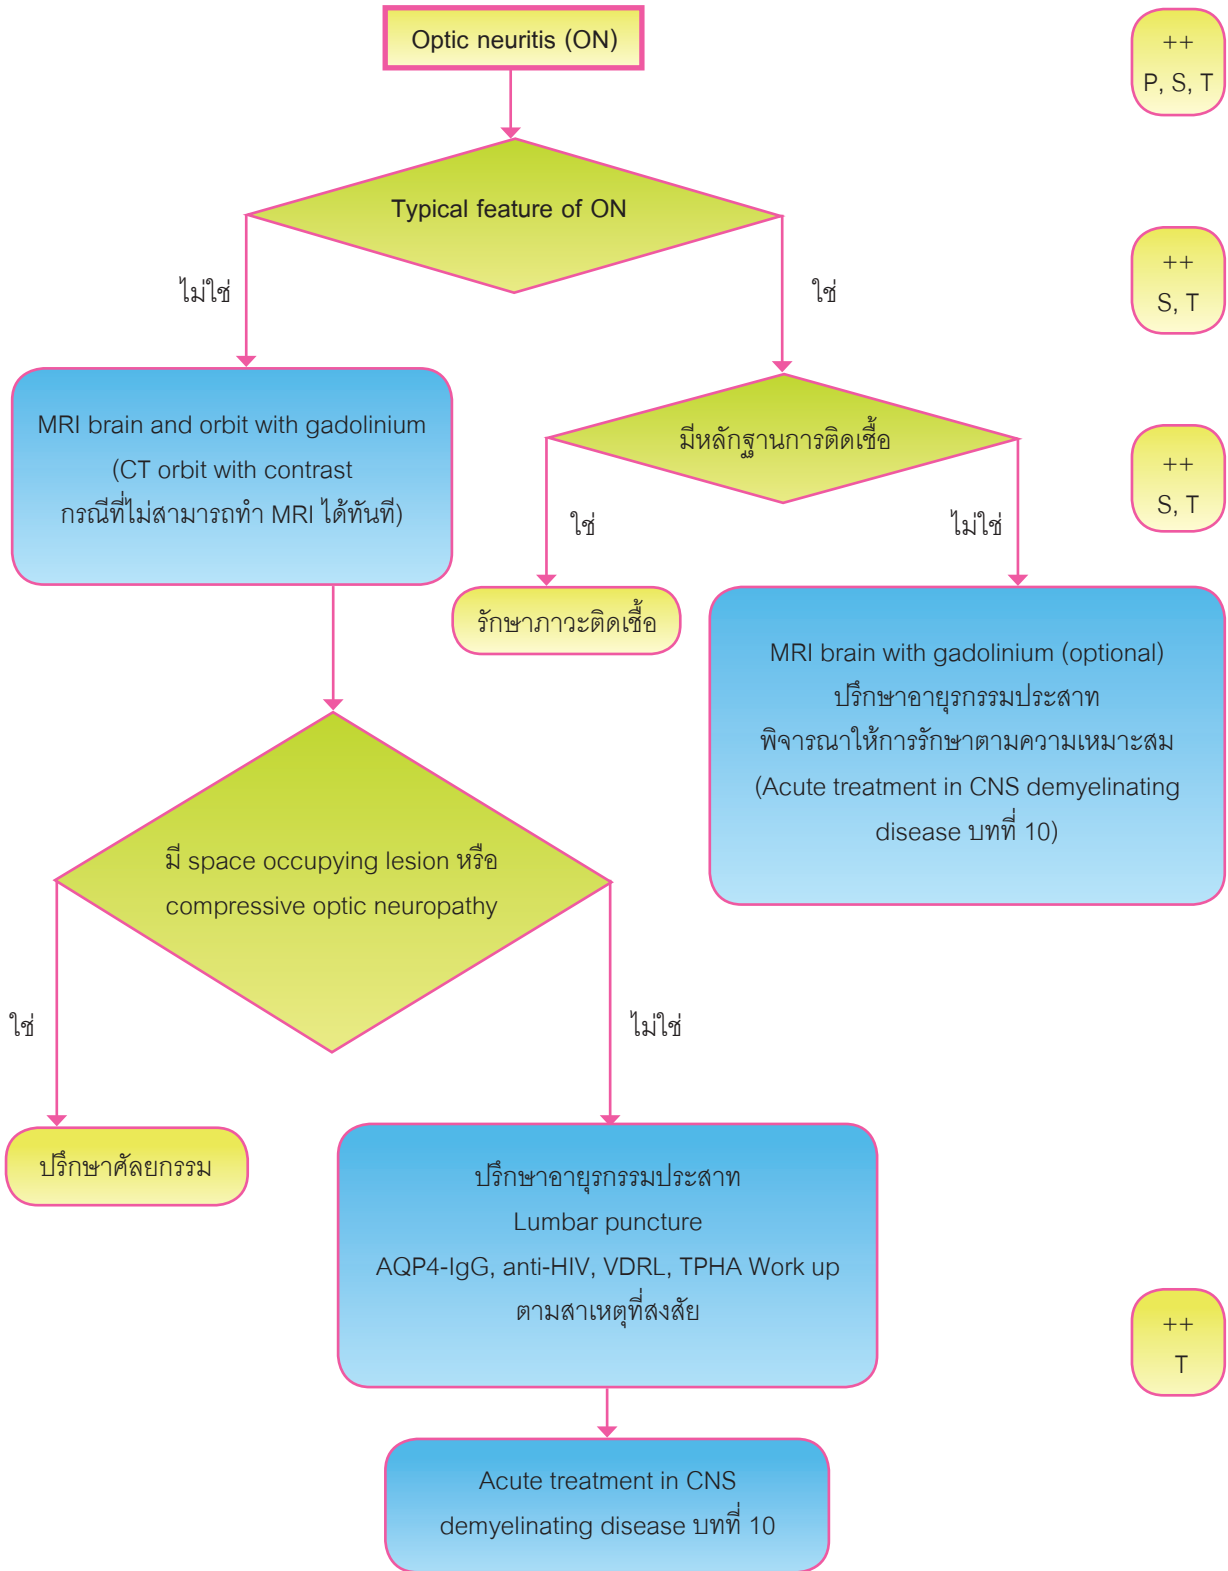 Optic neuritis (ON)
++
P, S, T
Typical feature of ON
++
S, T
ไม่ใช่
ใช่
MRI brain and orbit with gadolinium
(CT orbit with contrast
กรณีที่ไม่สามารถทำ MRI ได้ทันที)
มีหลักฐานการติดเชื้อ
++
S, T
ใช่
ไม่ใช่
รักษาภาวะติดเชื้อ
MRI brain with gadolinium (optional)
ปรึกษาอายุรกรรมประสาท
พิจารณาให้การรักษาตามความเหมาะสม
(Acute treatment in CNS demyelinating
disease บทที่ 10)
มี space occupying lesion หรือ
compressive optic neuropathy
ใช่
ไม่ใช่
ปรึกษาศัลยกรรม
ปรึกษาอายุรกรรมประสาท
Lumbar puncture
AQP4-IgG, anti-HIV, VDRL, TPHA Work up
ตามสาเหตุที่สงสัย
++
T
Acute treatment in CNS
demyelinating disease บทที่ 10